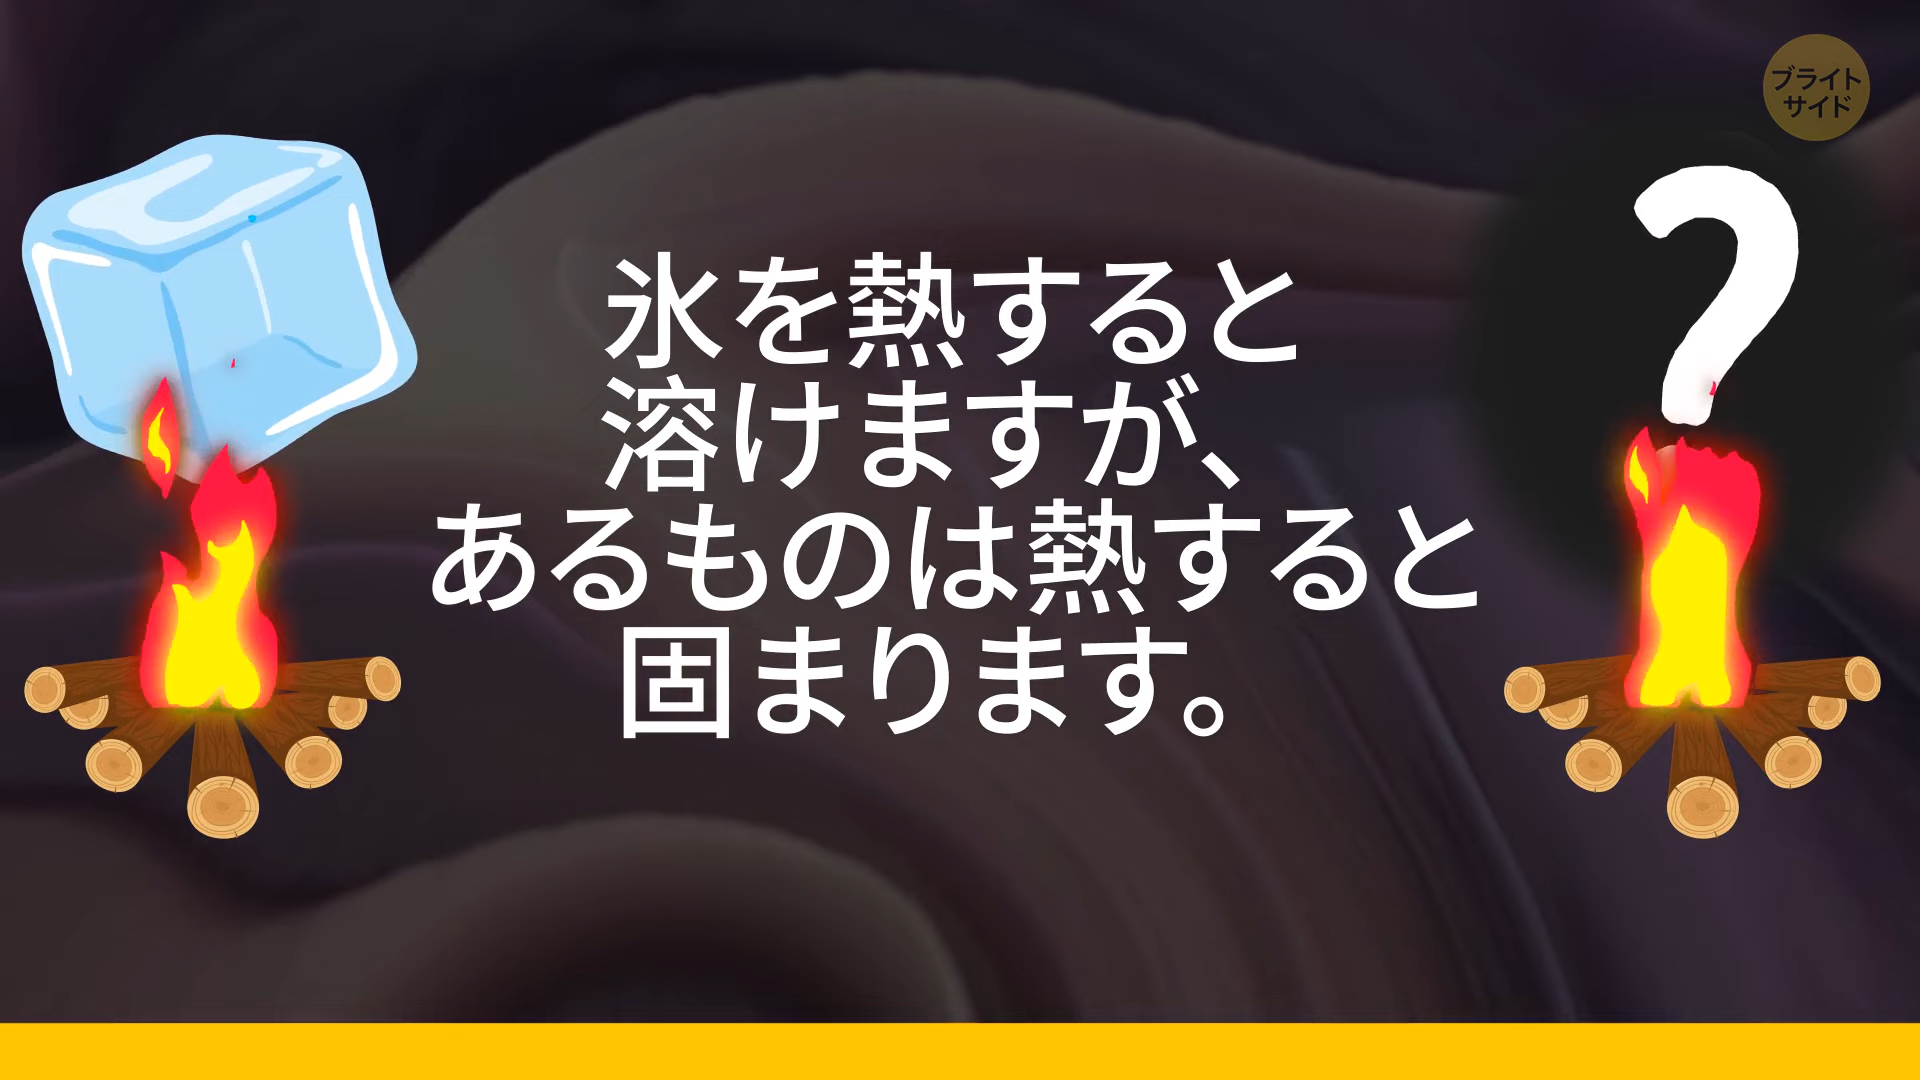 ブライト
サイド
氷を熱すると
溶けますが、
あるものは熱すると
固まります。